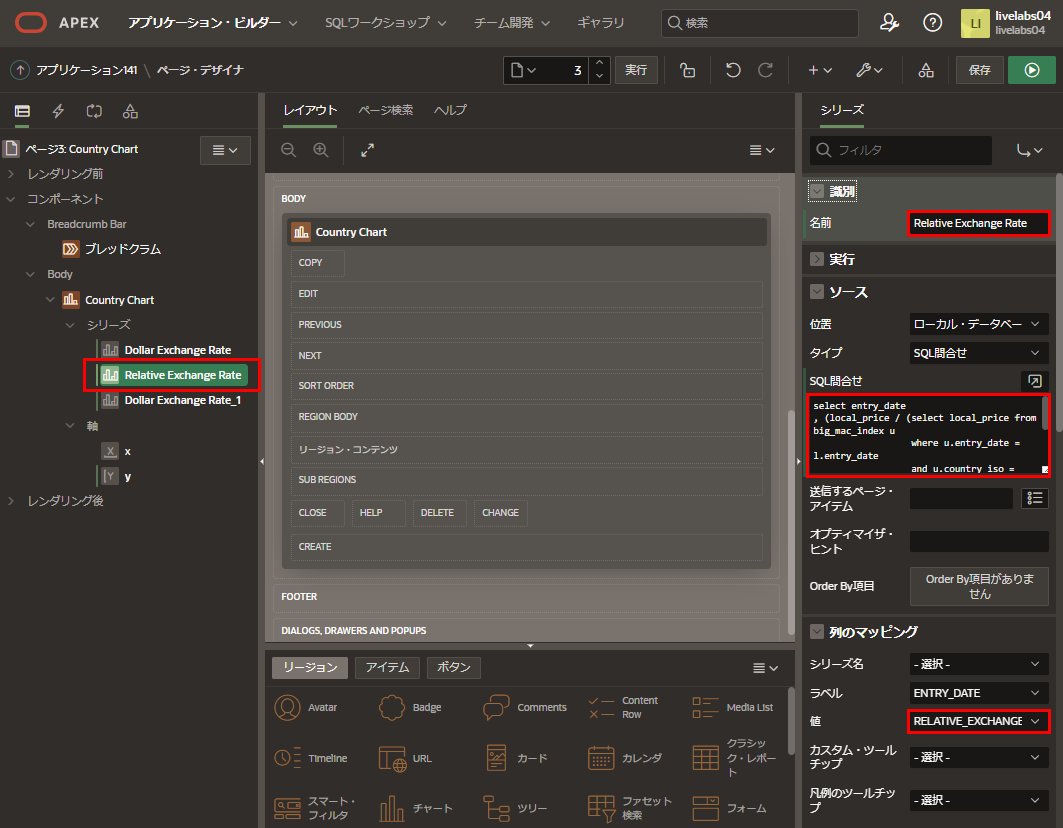 APEX アプリケーション・ビルダー SQLワークショップ チーム開発 ギャラリ 検索 LI livelabs04
livelabs04
アプリケーション141 \ ページ・デザイナ 3 実行 保存
ページ3: Country Chart
レンダリング前
コンポーネント
Breadcrumb Bar
ブレッドクラム
Body
Country Chart
シリーズ
Dollar Exchange Rate
Relative Exchange Rate
Dollar Exchange Rate_1
軸
X x
Y y
レンダリング後
レイアウト ページ検索 ヘルプ
BODY
Country Chart
COPY
EDIT
PREVIOUS
NEXT
SORT ORDER
REGION BODY
リージョン・コンテンツ
SUB REGIONS
CLOSE HELP DELETE CHANGE
CREATE
FOOTER
DIALOGS, DRAWERS AND POPUPS
リージョン アイテム ボタン
Avatar Badge Comments Content
Row Media List
Timeline URL カード カレンダ クラシッ
ク・レポー
ト
スマート・
フィルタ チャート ツリー ファセット
検索 フォーム
シリーズ
フィルタ
識別
名前 Relative Exchange Rate
実行
ソース
位置 ローカル・データベー
タイプ SQL問合せ
SQL問合せ
select entry_date
, (local_price / (select local_price from
big_mac_index u
where u.entry_date =
l.entry_date
and u.country_iso =
送信するページ・
アイテム
オプティマイザ・
ヒント
Order By項目 Order By項目がありま
せん
列のマッピング
シリーズ名 - 選択 -
ラベル ENTRY_DATE
値 RELATIVE_EXCHANGE
カスタム・ツール
チップ - 選択 -
凡例のツールチッ
プ - 選択 -